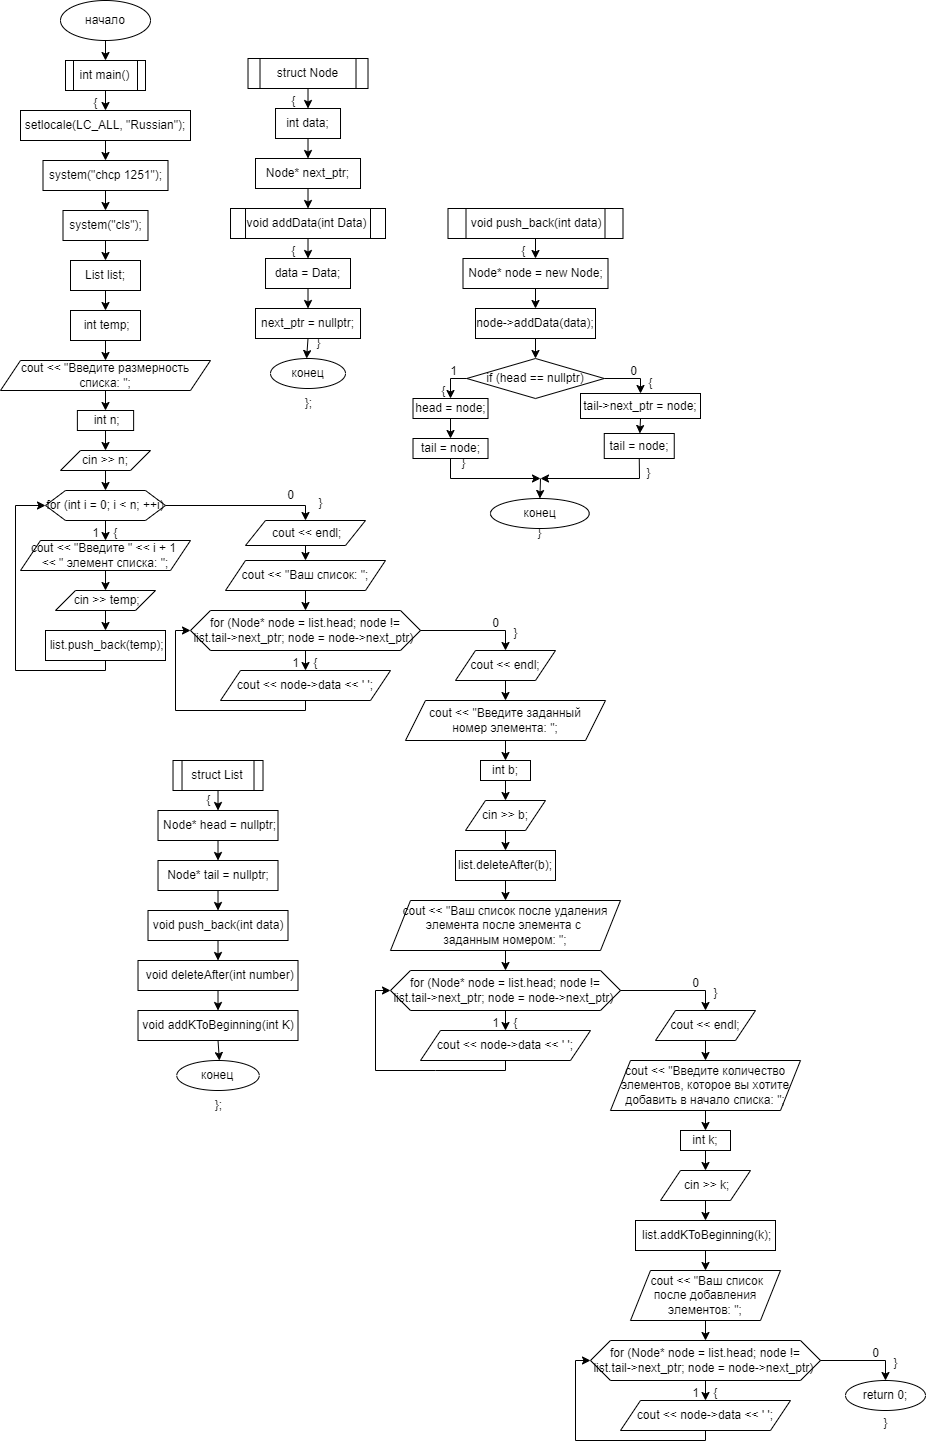 начало
int main()
{
setlocale(LC_ALL, "Russian");
system("chcp 1251");
system("cls");
List list;
int temp;
cout << "Введите размерность
списка: ";
int n;
cin >> n;
for (int i = 0; i < n; ++i)
0
}
1
{
cout << "Введите " << i + 1
<< " элемент списка: ";
cin >> temp;
list.push_back(temp);
cout << endl;
cout << "Ваш список: ";
for (Node* node = list.head; node !=
list.tail->next_ptr; node = node->next_ptr)
0
}
1
{
cout << node->data << ' ';
cout << endl;
cout << "Введите заданный
номер элемента: ";
int b;
cin >> b;
list.deleteAfter(b);
cout << "Ваш список после удаления
элемента после элемента с
заданным номером: ";
for (Node* node = list.head; node !=
list.tail->next_ptr; node = node->next_ptr)
0
}
1
{
cout << node->data << ' ';
cout << endl;
cout << "Введите количество
элементов, которое вы хотите
добавить в начало списка: ";
int k;
cin >> k;
list.addKToBeginning(k);
cout << "Ваш список
после добавления
элементов: ";
for (Node* node = list.head; node !=
list.tail->next_ptr; node = node->next_ptr)
0
}
1
{
cout << node->data << ' ';
return 0;
}
struct Node
{
int data;
Node* next_ptr;
void addData(int Data)
{
data = Data;
next_ptr = nullptr;
}
конец
};
void push_back(int data)
{
Node* node = new Node;
node->addData(data);
if (head == nullptr)
1
0
{
{
head = node;
tail->next_ptr = node;
tail = node;
tail = node;
}
}
конец
}
struct List
{
Node* head = nullptr;
Node* tail = nullptr;
void push_back(int data)
void deleteAfter(int number)
void addKToBeginning(int K)
конец
};